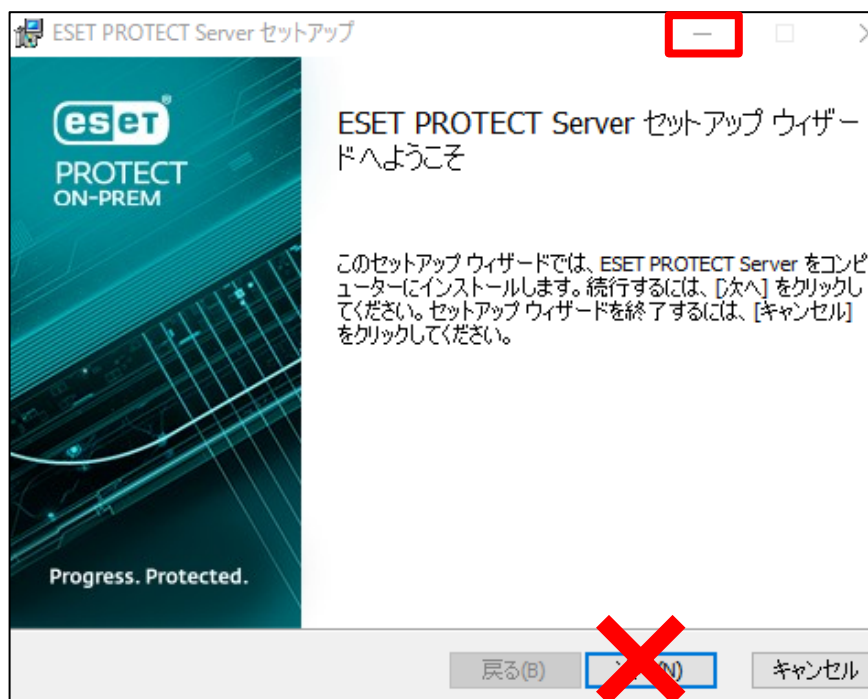 ESET PROTECT Server セットアップ
eset
PROTECT
ON-PREM
Progress. Protected.
ESET PROTECT Server セットアップ ウィザー
ドへようこそ
このセットアップ ウィザードでは、ESET PROTECT Server をコンピ
ューターにインストールします。続行するには、[次へ] をクリックし
てください。セットアップ ウィザードを終了するには、[キャンセル]
をクリックしてください。
戻る(B)
キャンセル